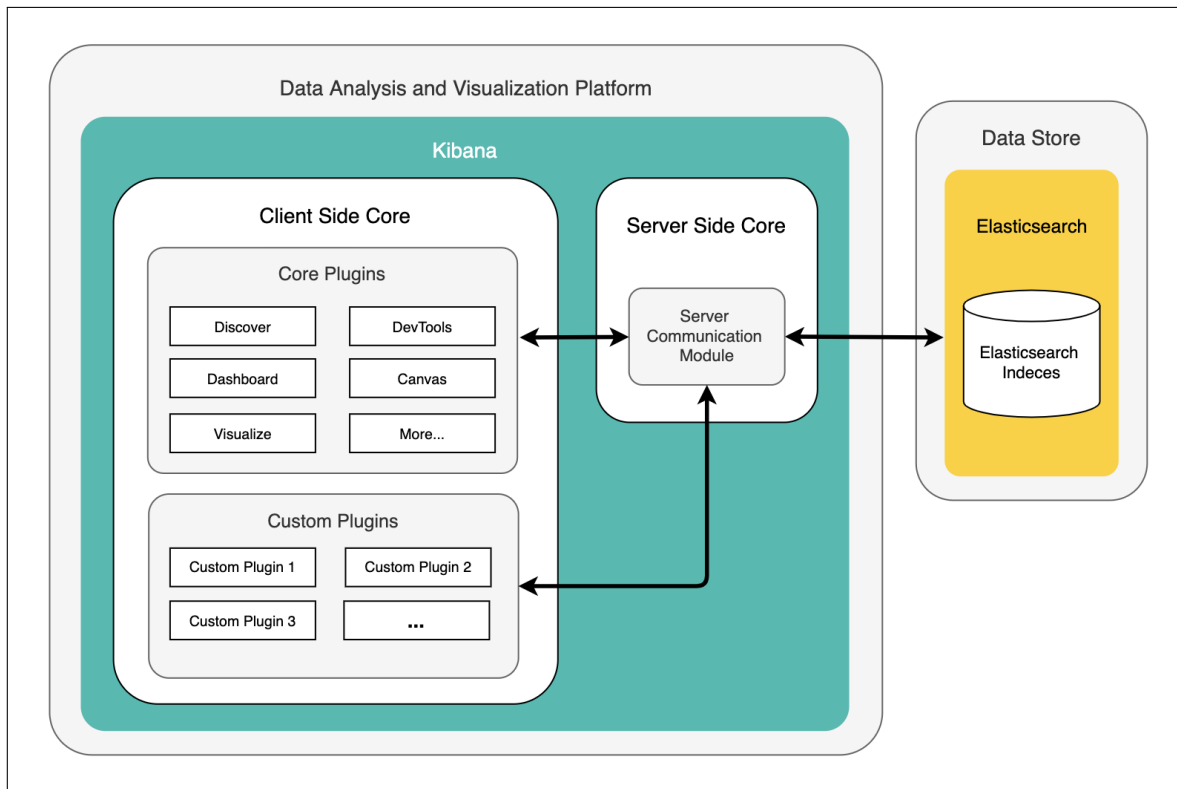 Data Analysis and Visualization Platform
Kibana
Client Side Core
Core Plugins
Discover
DevTools
Dashboard
Canvas
Visualize
More...
Custom Plugins
Custom Plugin 1
Custom Plugin 2
Custom Plugin 3
...
Server Side Core
Server
Communication
Module
Data Store
Elasticsearch
Elasticsearch
Indeces